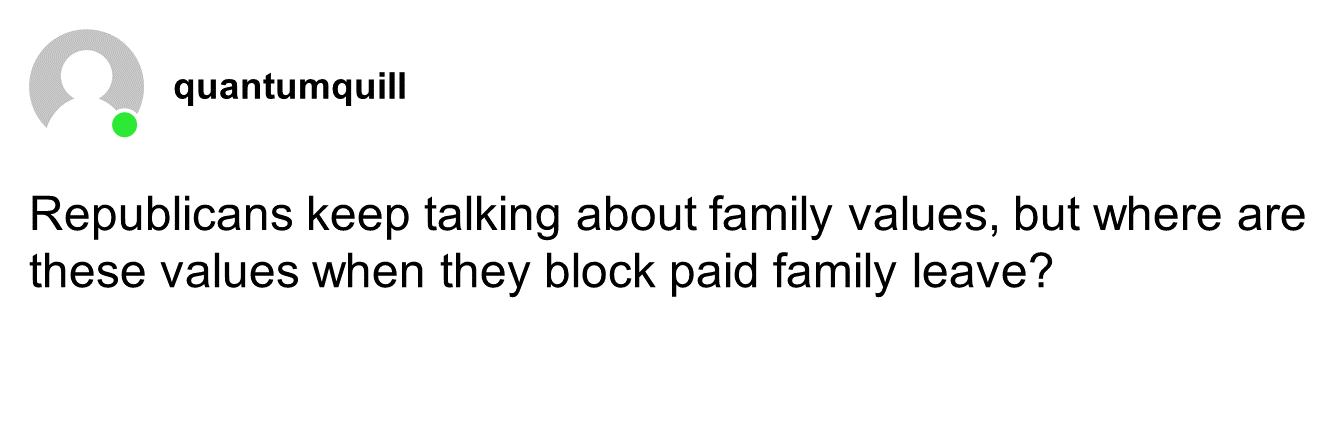 quantumquill
Republicans keep talking about family values, but where are
these values when they block paid family leave?